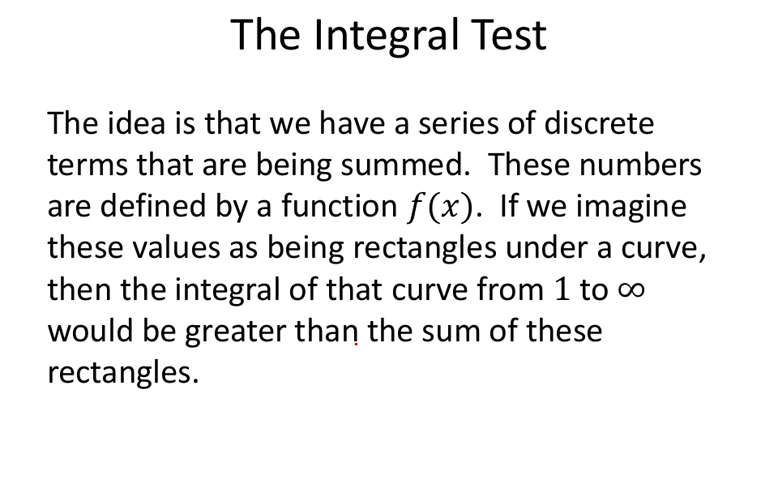 The Integral Test
The idea is that we have a series of discrete
terms that are being summed.  These numbers
are defined by a function f(x).  If we imagine
these values as being rectangles under a curve,
then the integral of that curve from 1 to ∞
would be greater than the sum of these
rectangles.